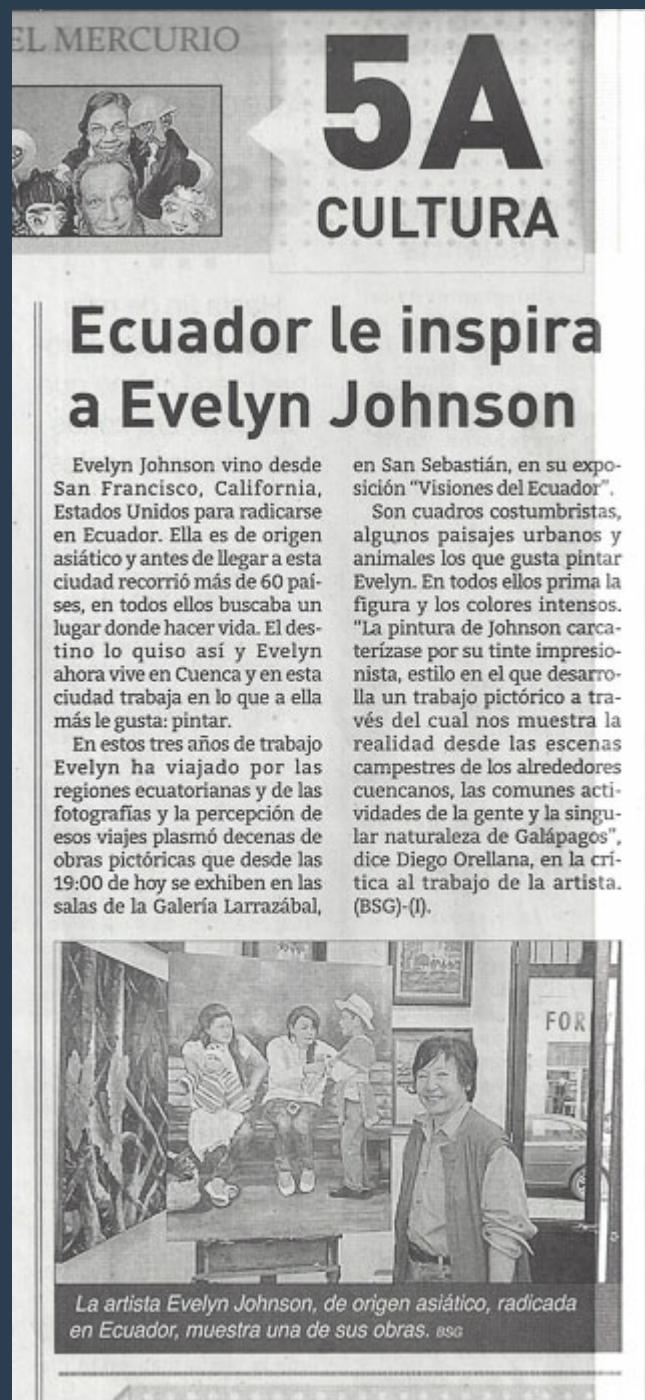 EL MERCURIO
5A
CULTURA
Ecuador le inspira
a Evelyn Johnson
Evelyn Johnson vino desde
San Francisco, California,
Estados Unidos para radicarse
en Ecuador. Ella es de origen
asiático y antes de llegar a esta
ciudad recorrió más de 60 paí-
ses, en todos ellos buscaba un
lugar donde hacer vida. El des-
tino lo quiso así y Evelyn
ahora vive en Cuenca y en esta
ciudad trabaja en lo que a ella
más le gusta: pintar.
En estos tres años de trabajo
Evelyn ha viajado por las
regiones ecuatorianas y de las
fotografías y la percepción de
esos viajes plasmó decenas de
obras pictóricas que desde las
19:00 de hoy se exhiben en las
salas de la Galería Larrazábal,
en San Sebastián, en su expo-
sición "Visiones del Ecuador".
Son cuadros costumbristas,
algunos paisajes urbanos y
animales los que gusta pintar
Evelyn. En todos ellos prima la
figura y los colores intensos.
"La pintura de Johnson carca-
terízase por su tinte impresio-
nista, estilo en el que desarro-
lla un trabajo pictórico a tra-
vés del cual nos muestra la
realidad desde las escenas
campestres de los alrededores
cuencanos, las comunes acti-
vidades de la gente y la singu-
lar naturaleza de Galápagos",
dice Diego Orellana, en la crí-
tica al trabajo de la artista.
(BSG)-(I).
FOR
La artista Evelyn Johnson, de origen asiático, radicada
en Ecuador, muestra una de sus obras. BSG